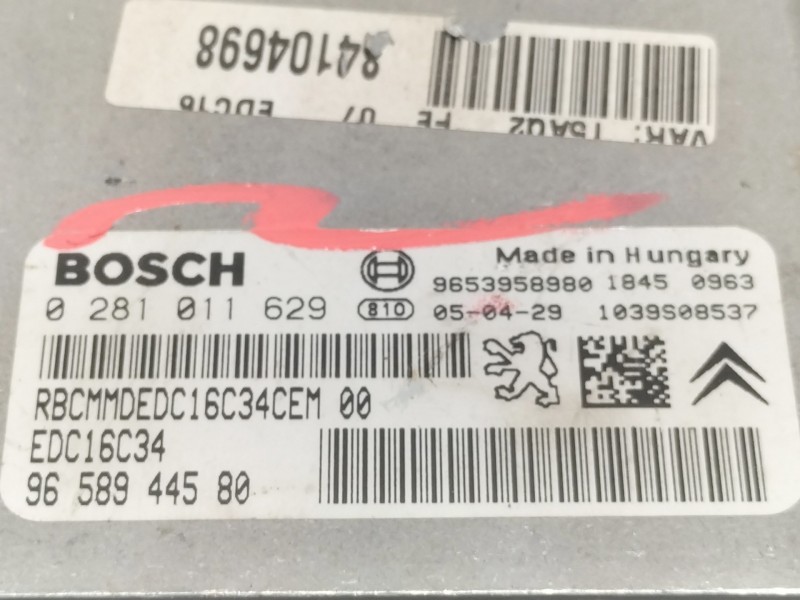 84104698
VAR: T5AQ2 FE 07 EDC16
BOSCH
Made in Hungary
9653958980 1845 0963
0 281 011 629 810 05-04-29 1039S08537
RBCMMDEDC16C34CEM 00
EDC16C34
96 589 445 80